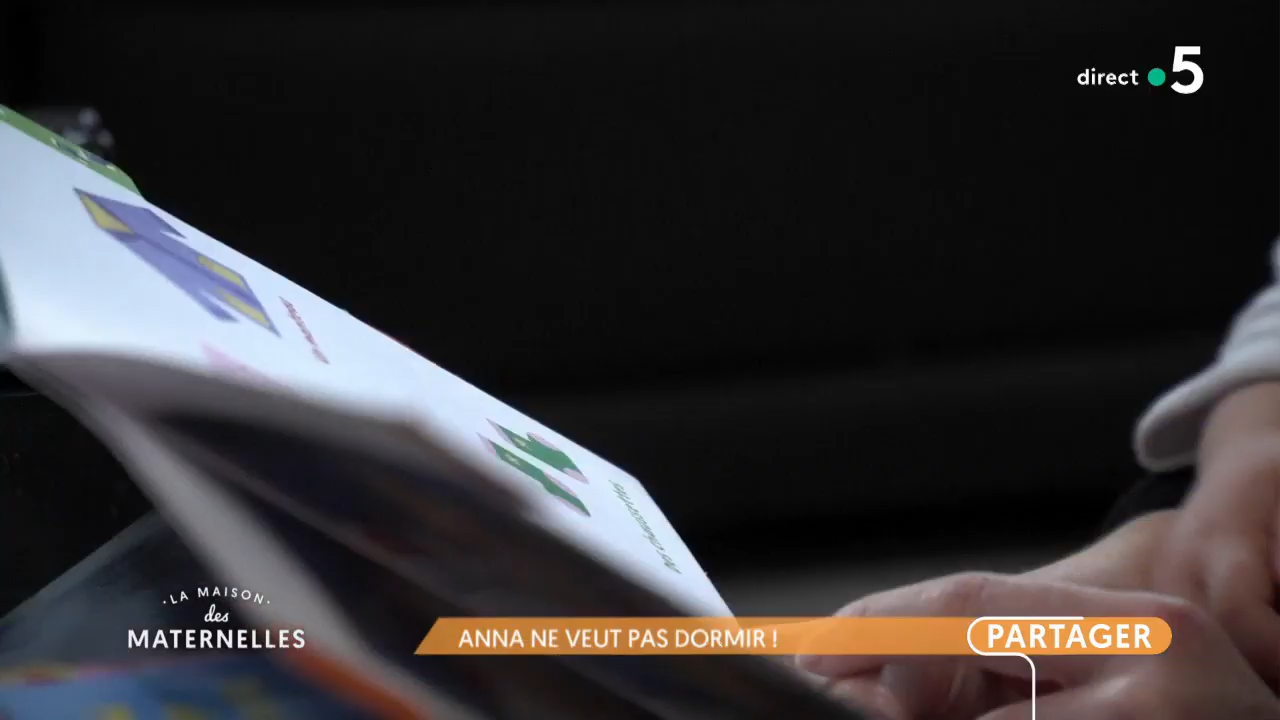 direct 5
·LA MAISON·
des
MATERNELLES
ANNA NE VEUT PAS DORMIR !
PARTAGER